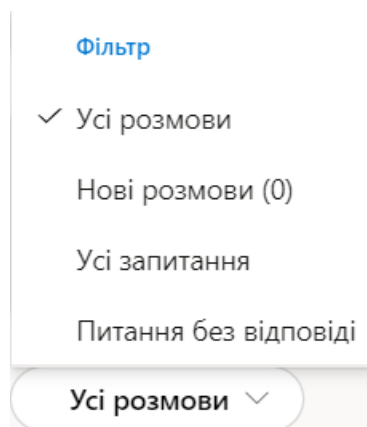 Фільтр
Усі розмови
Нові розмови (0)
Усі запитання
Питання без відповіді
Усі розмови